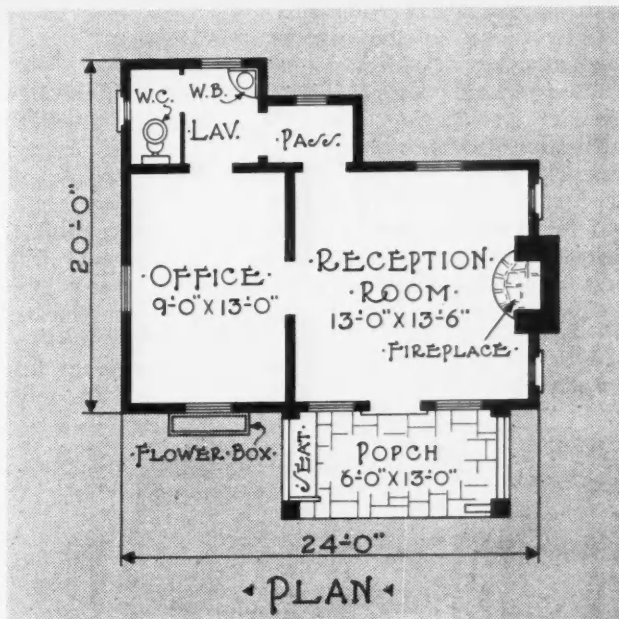 W.C.
W.B.
LAV.
·PASS.·
20'-0"
·OFFICE·
9'-0" X 13'-0"
·RECEPTION·
·ROOM·
13'-0" X 13'-6"
·FIREPLACE·
·FLOWER·BOX·
·SEAT·
PORCH
6'-0" X 13'-0"
24'-0"
PLAN